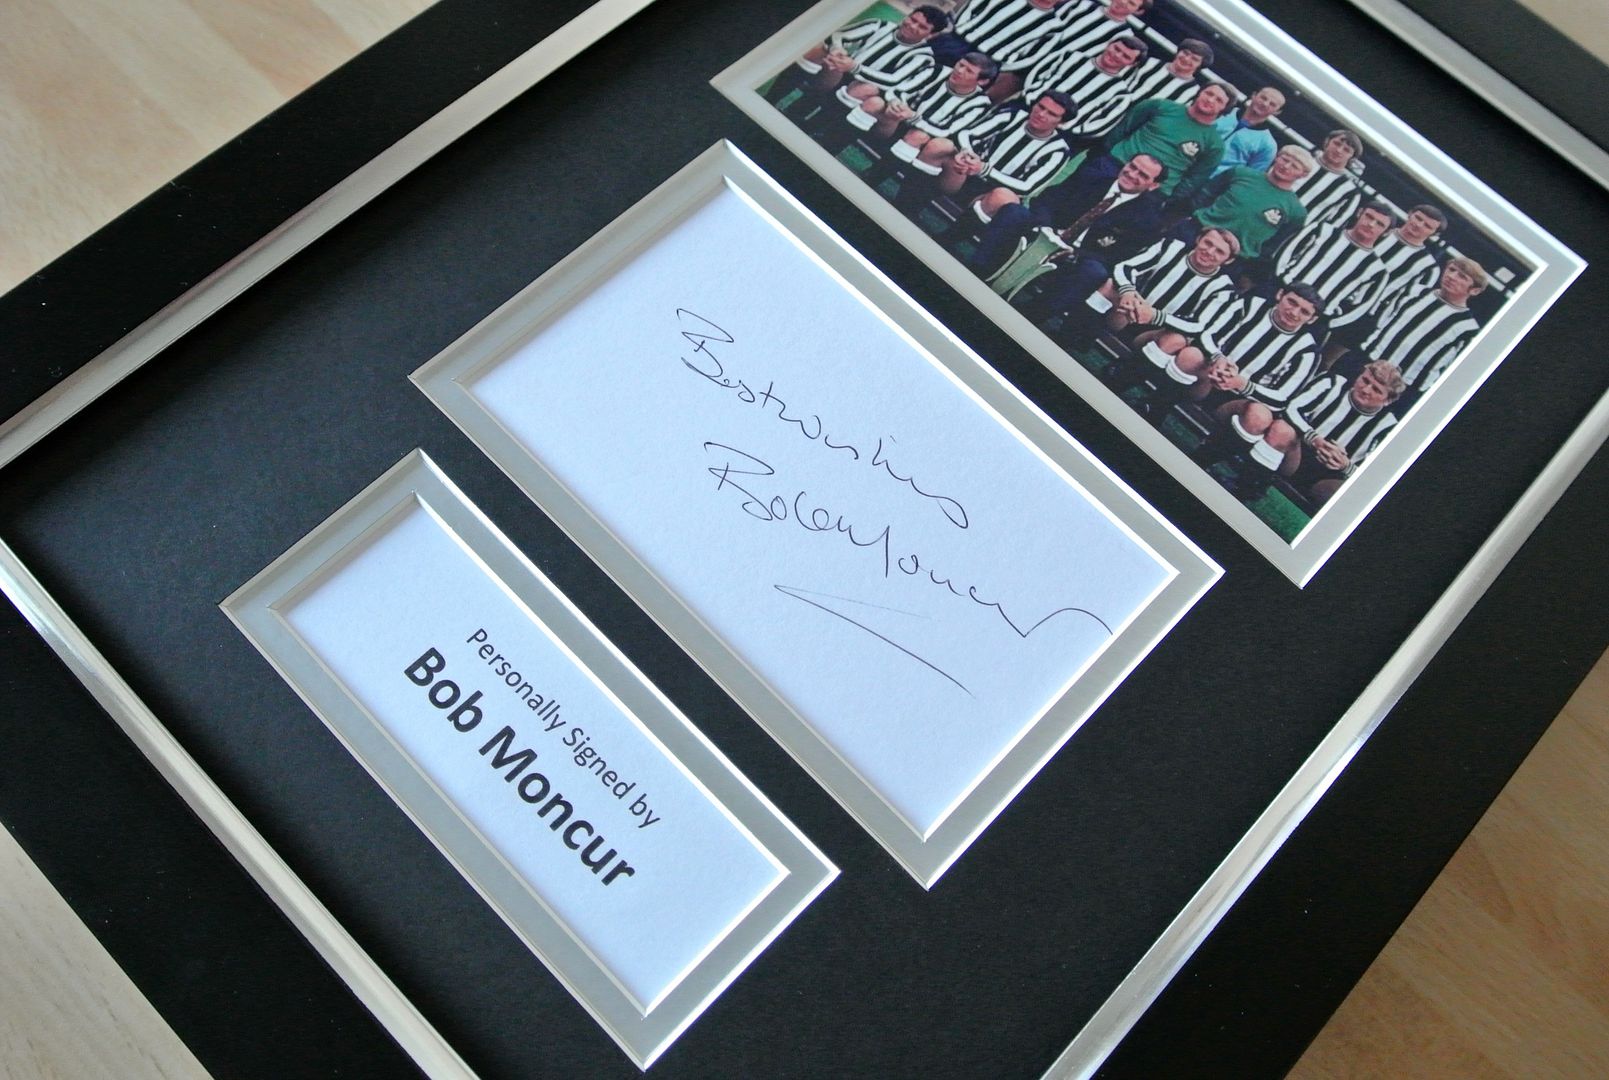 Best wishes
Bob Moncur
Personally Signed by
Bob Moncur